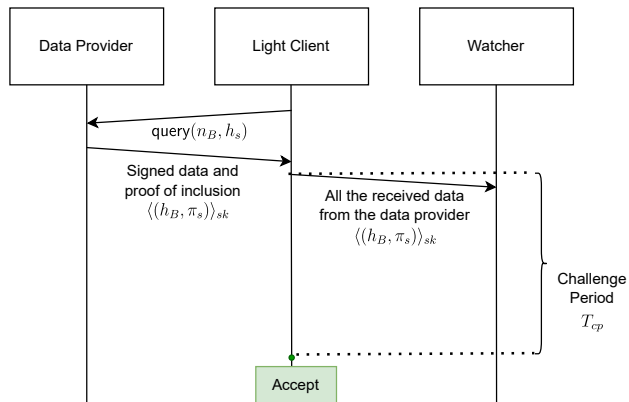 Data Provider
Light Client
Watcher
query(n_B, h_s)
Signed data and
proof of inclusion
⟨(h_B, π_s)⟩_sk
All the received data
from the data provider
⟨(h_B, π_s)⟩_sk
Challenge
Period
T_cp
Accept